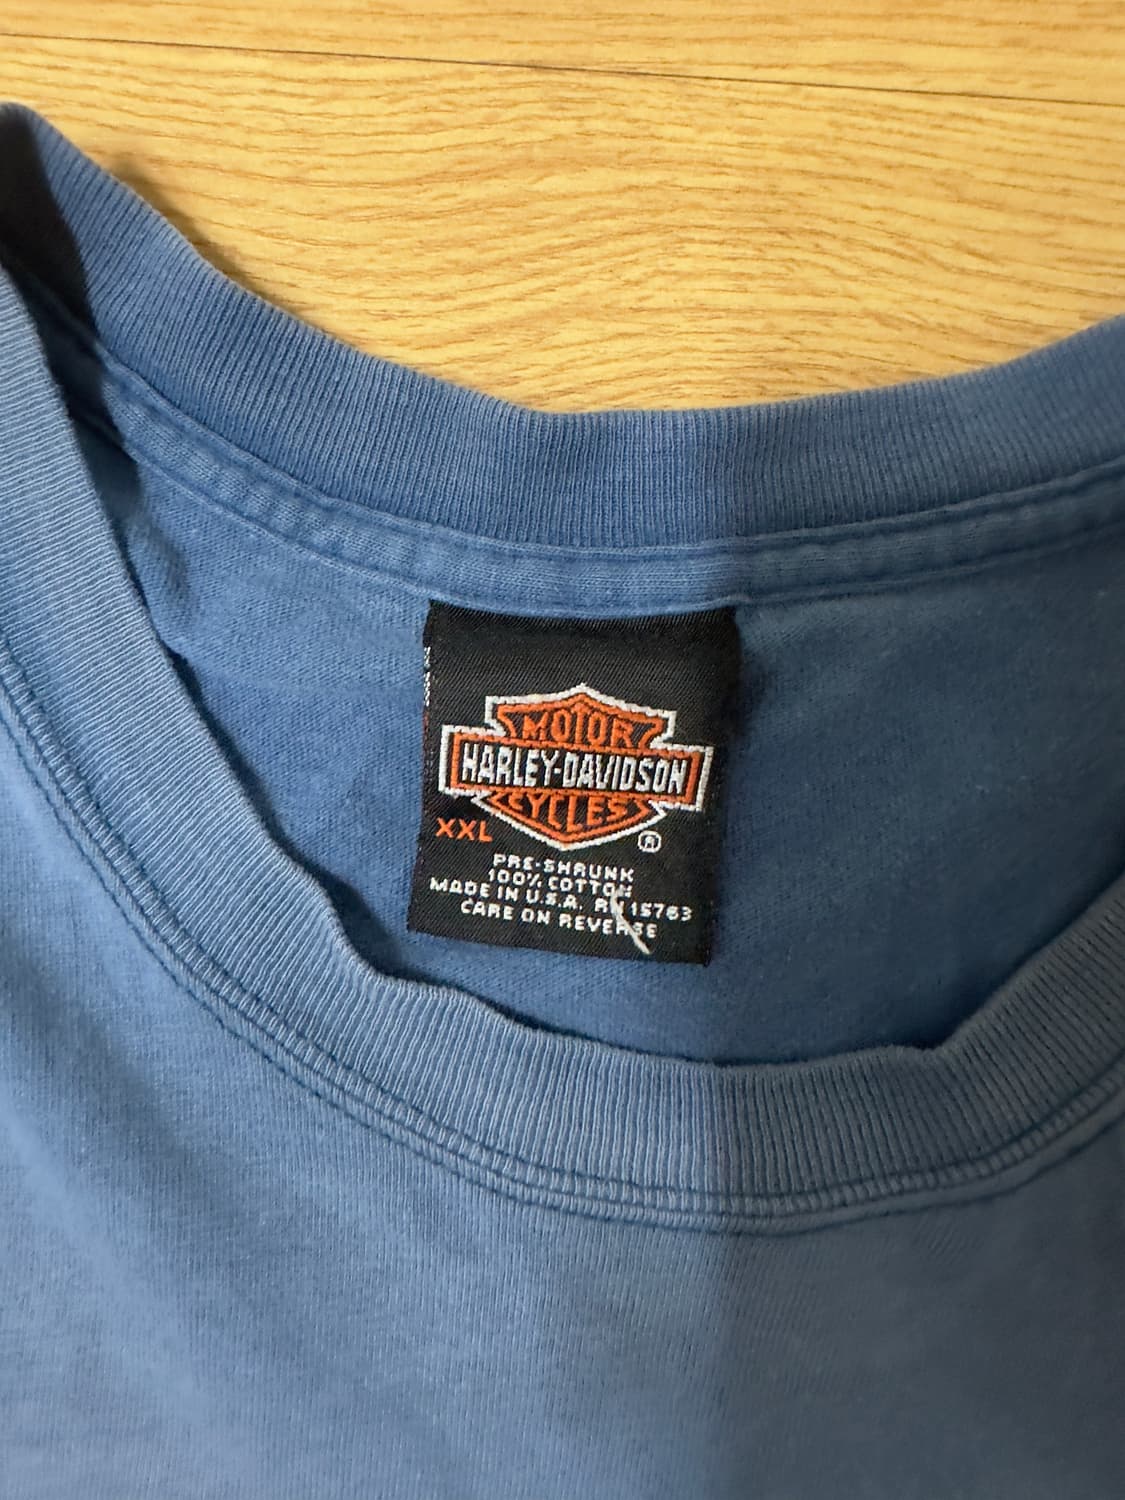 MOTOR
HARLEY-DAVIDSON
CYCLES
XXL
®
PRE-SHRUNK
100% COTTON
MADE IN U.S.A. RN 15763
CARE ON REVERSE